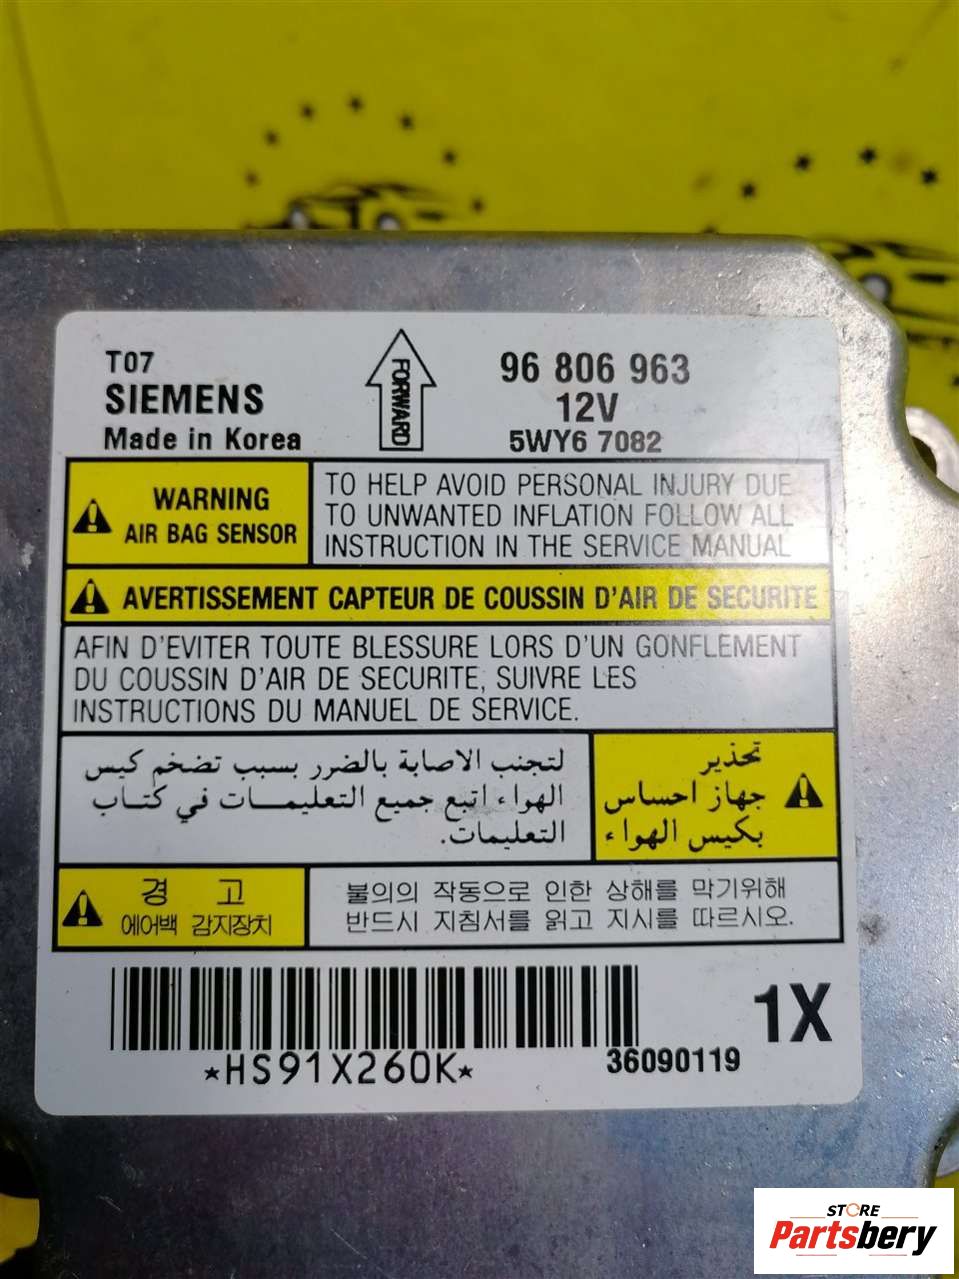 T07
SIEMENS
Made in Korea
FORWARD
96 806 963
12V
5WY6 7082
WARNING
AIR BAG SENSOR
TO HELP AVOID PERSONAL INJURY DUE
TO UNWANTED INFLATION FOLLOW ALL
INSTRUCTION IN THE SERVICE MANUAL
AVERTISSEMENT CAPTEUR DE COUSSIN D'AIR DE SECURITE
AFIN D'EVITER TOUTE BLESSURE LORS D'UN GONFLEMENT
DU COUSSIN D'AIR DE SECURITE, SUIVRE LES
INSTRUCTIONS DU MANUEL DE SERVICE.
تحذير
جهاز احساس
بكيس الهواء
لتجنب الاصابة بالضرر بسبب تضخم كيس
الهواء اتبع جميع التعليمات في كتاب
التعليمات.
경 고
에어백 감지장치
불의의 작동으로 인한 상해를 막기위해
반드시 지침서를 읽고 지시를 따르시오.
*HS91X260K*
36090119
1X
STORE
Partsbery